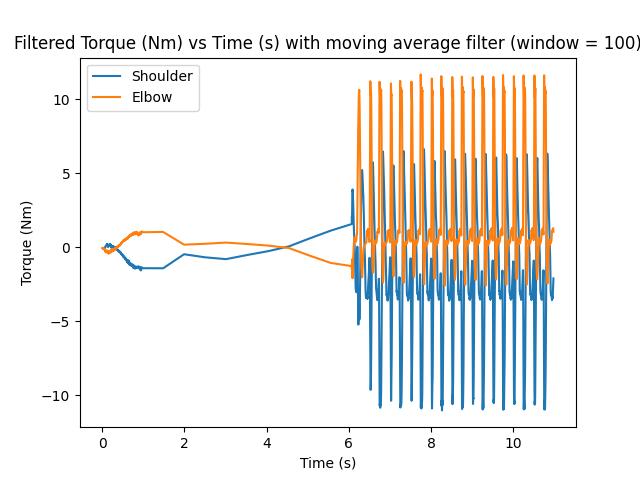 Filtered Torque (Nm) vs Time (s) with moving average filter (window = 100)
Shoulder
Elbow
10
5
0
−5
−10
Torque (Nm)
0 2 4 6 8 10
Time (s)